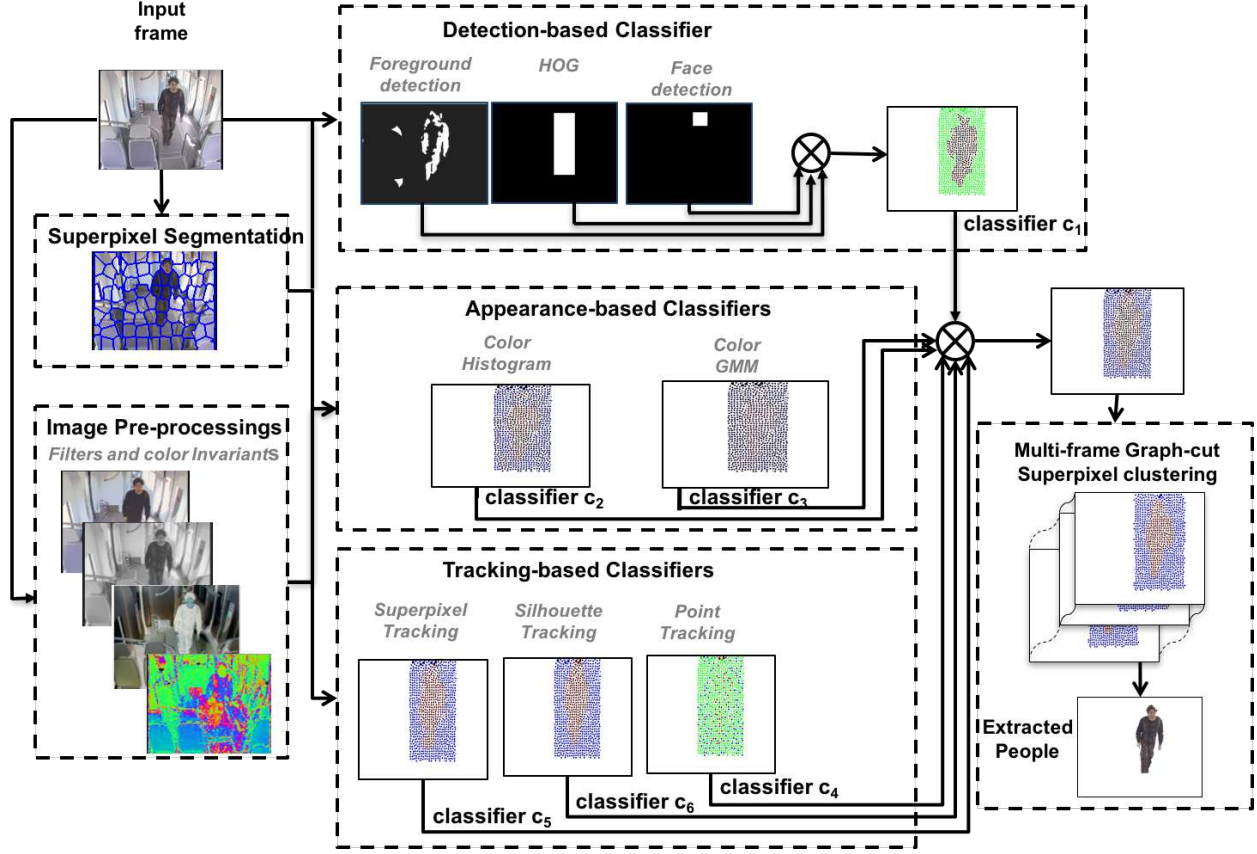 Input
frame
Detection-based Classifier
Foreground
detection
HOG
Face
detection
classifier c1
Superpixel Segmentation
Appearance-based Classifiers
Color
Histogram
Color
GMM
classifier c2
classifier c3
Image Pre-processings
Filters and color Invariants
Tracking-based Classifiers
Superpixel
Tracking
Silhouette
Tracking
Point
Tracking
classifier c5
classifier c6
classifier c4
Multi-frame Graph-cut
Superpixel clustering
Extracted
People